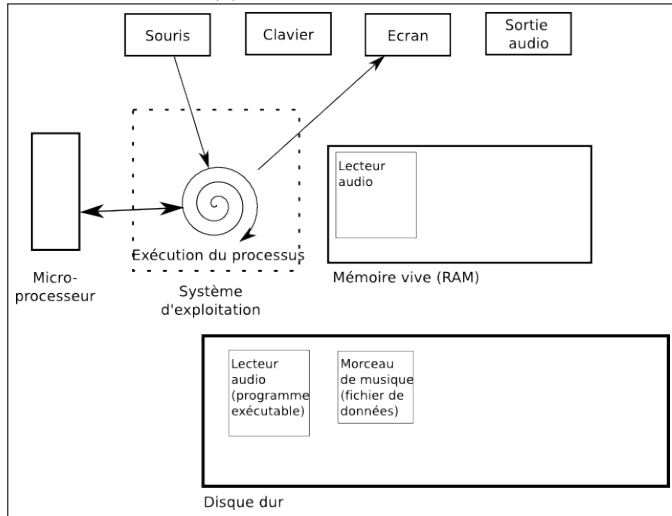 Souris
Clavier
Ecran
Sortie
audio
Lecteur
audio
Exécution du processus
Micro-
processeur
Système
d'exploitation
Mémoire vive (RAM)
Lecteur
audio
(programme
exécutable)
Morceau
de musique
(fichier de
données)
Disque dur